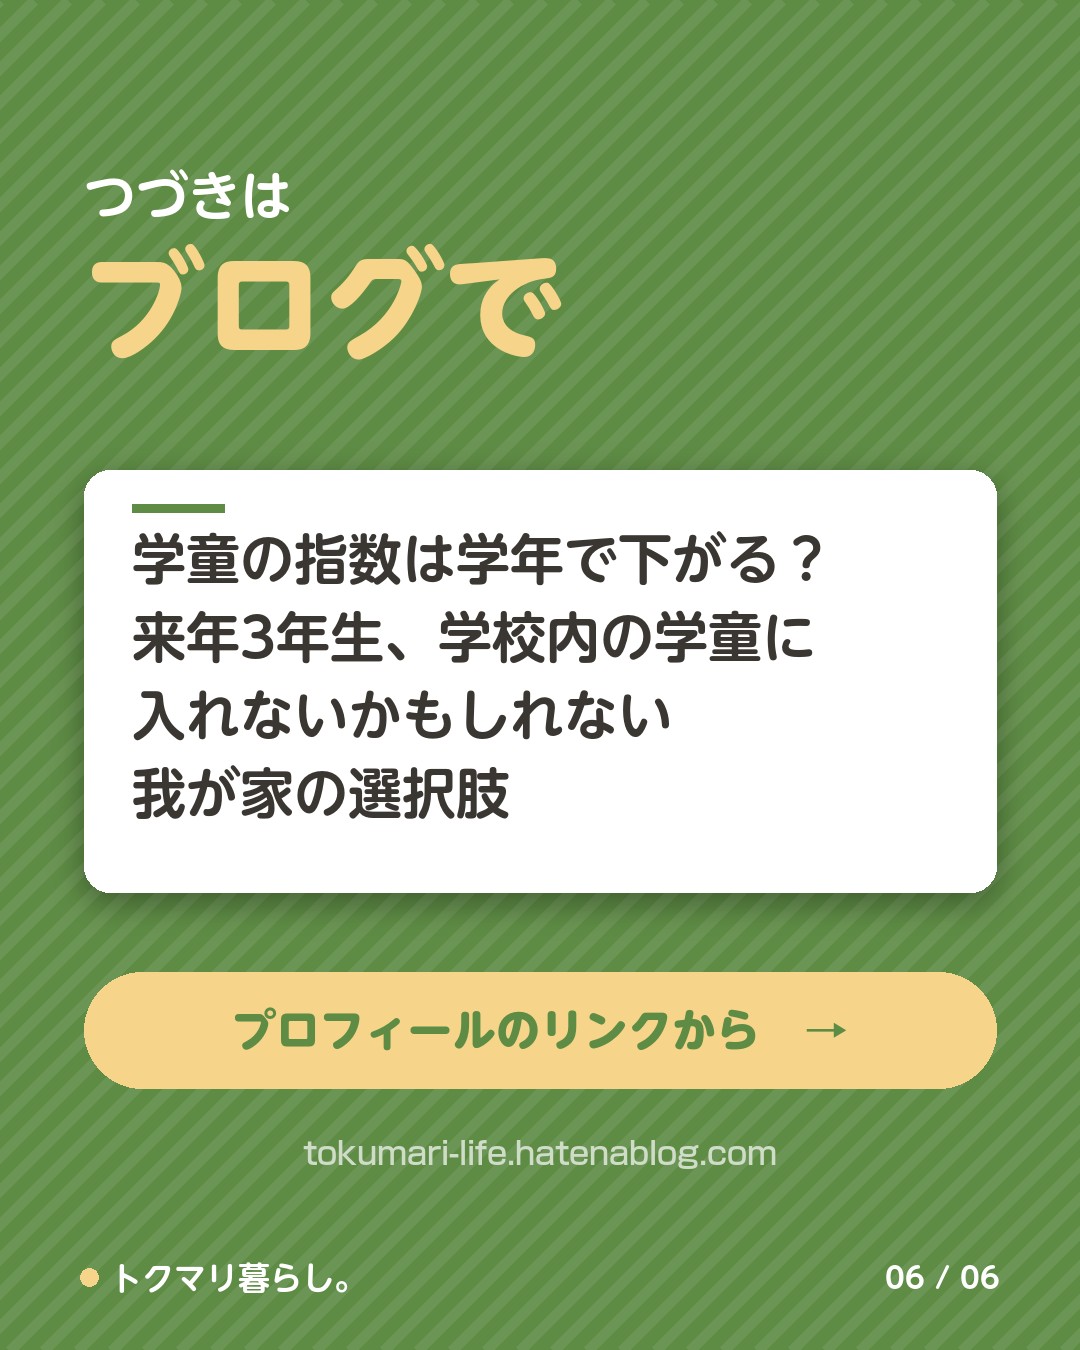 つづきは
ブログで
学童の指数は学年で下がる？
来年3年生、学校内の学童に
入れないかもしれない
我が家の選択肢
プロフィールのリンクから →
tokumari-life.hatenablog.com
トクマリ暮らし。
06 / 06